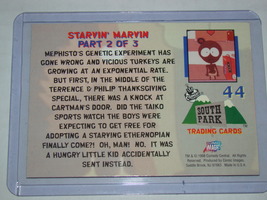 STARVIN' MARVIN
PART 2 OF 3
MEPHISTO'S GENETIC EXPERIMENT HAS
GONE WRONG AND VICIOUS TURKEYS ARE
GROWING AT AN EXPONENTIAL RATE.
BUT FIRST, IN THE MIDDLE OF THE
TERRENCE & PHILIP THANKSGIVING
SPECIAL, THERE WAS A KNOCK AT
CARTMAN'S DOOR. DID THE TAIKO
SPORTS WATCH THE BOYS WERE
EXPECTING TO GET FREE FOR
ADOPTING A STARVING ETHERNOPIAN
FINALLY COME?! OH, MAN! NO. IT WAS
A HUNGRY LITTLE KID ACCIDENTALLY
SENT INSTEAD.
44
SOUTH
PARK
TRADING CARDS